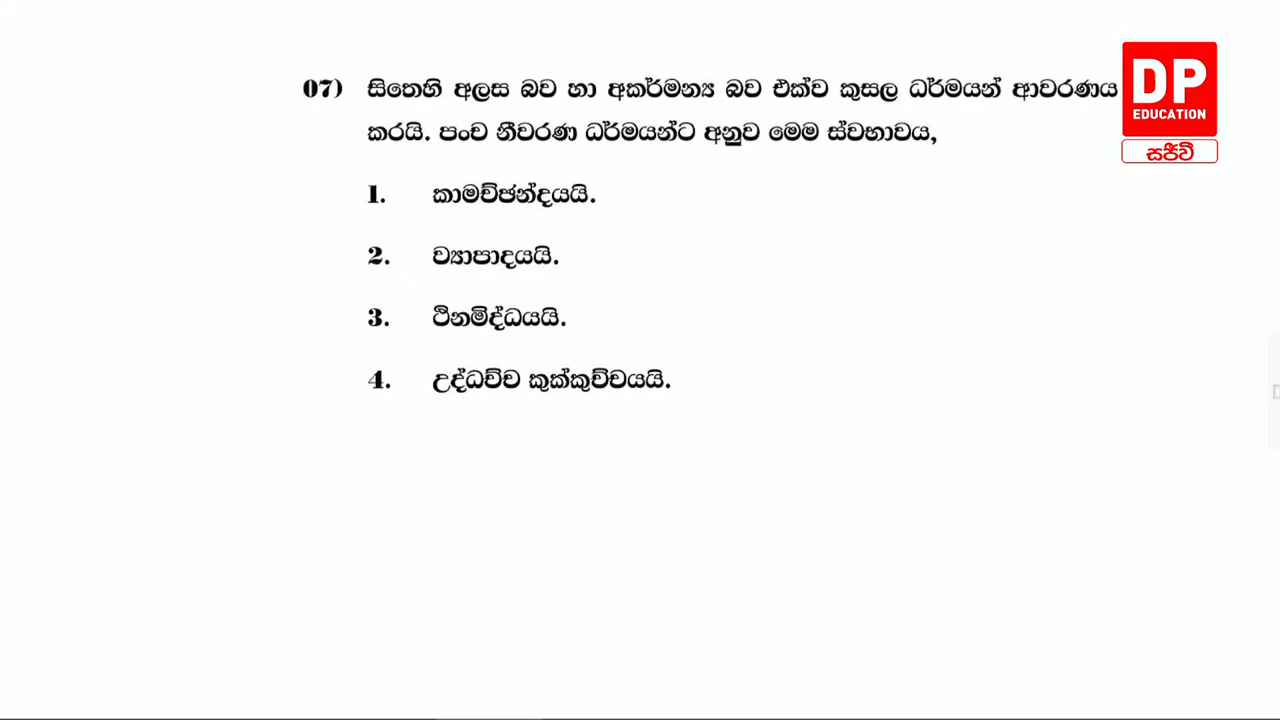 07) සිතෙහි අලස බව හා අකර්මන්‍ය බව එක්ව කුසල ධර්මයන් ආවරණය
කරයි. පංච නීවරණ ධර්මයන්ට අනුව මෙම ස්වභාවය,
1. කාමච්ඡන්දයයි.
2. ව්‍යාපාදයයි.
3. ථිනමිද්ධයයි.
4. උද්ධච්ච කුක්කුච්චයයි.
DP
EDUCATION
සජීවී